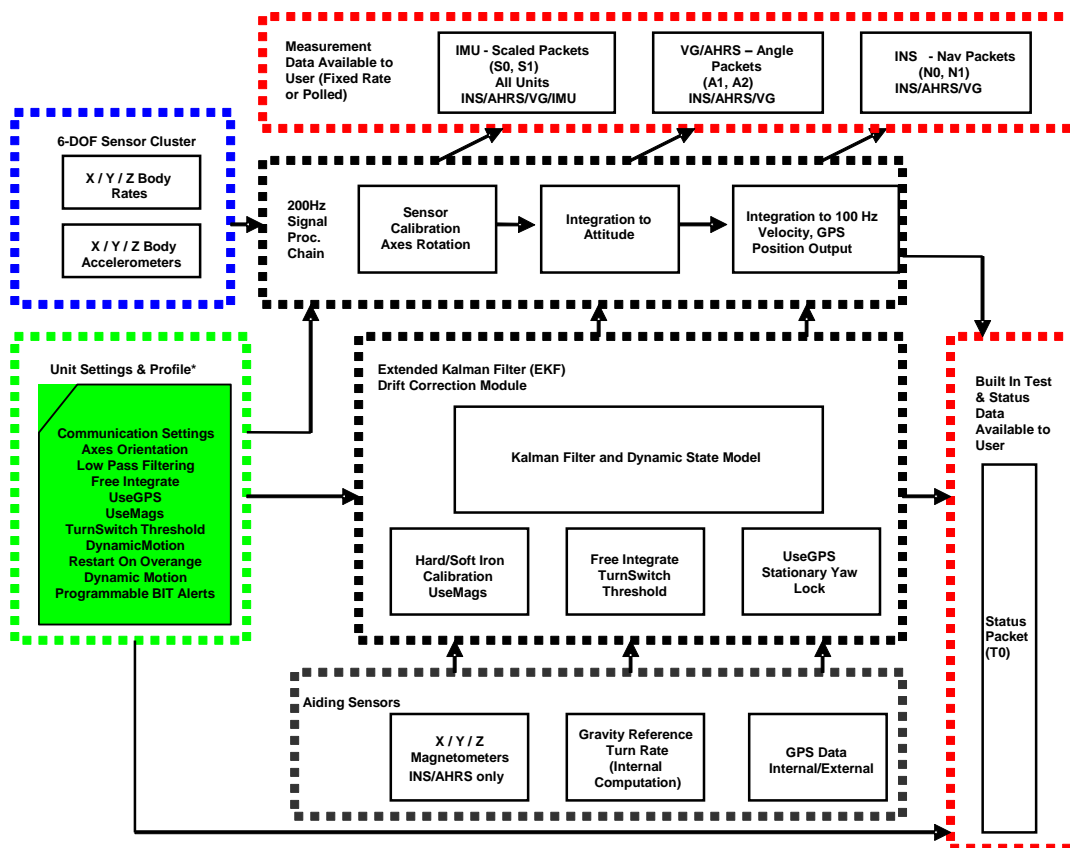 Measurement
Data Available to
User (Fixed Rate
or Polled)
IMU - Scaled Packets
(S0, S1)
All Units
INS/AHRS/VG/IMU
VG/AHRS – Angle
Packets
(A1, A2)
INS/AHRS/VG
INS - Nav Packets
(N0, N1)
INS/AHRS/VG
6-DOF Sensor Cluster
X / Y / Z Body
Rates
X / Y / Z Body
Accelerometers
200Hz
Signal
Proc.
Chain
Sensor
Calibration
Axes Rotation
Integration to
Attitude
Integration to 100 Hz
Velocity, GPS
Position Output
Unit Settings & Profile*
Communication Settings
Axes Orientation
Low Pass Filtering
Free Integrate
UseGPS
UseMags
TurnSwitch Threshold
DynamicMotion
Restart On Overange
Dynamic Motion
Programmable BIT Alerts
Extended Kalman Filter (EKF)
Drift Correction Module
Kalman Filter and Dynamic State Model
Hard/Soft Iron
Calibration
UseMags
Free Integrate
TurnSwitch
Threshold
UseGPS
Stationary Yaw
Lock
Built In Test
& Status
Data
Available to
User
Status
Packet
(T0)
Aiding Sensors
X / Y / Z
Magnetometers
INS/AHRS only
Gravity Reference
Turn Rate
(Internal
Computation)
GPS Data
Internal/External